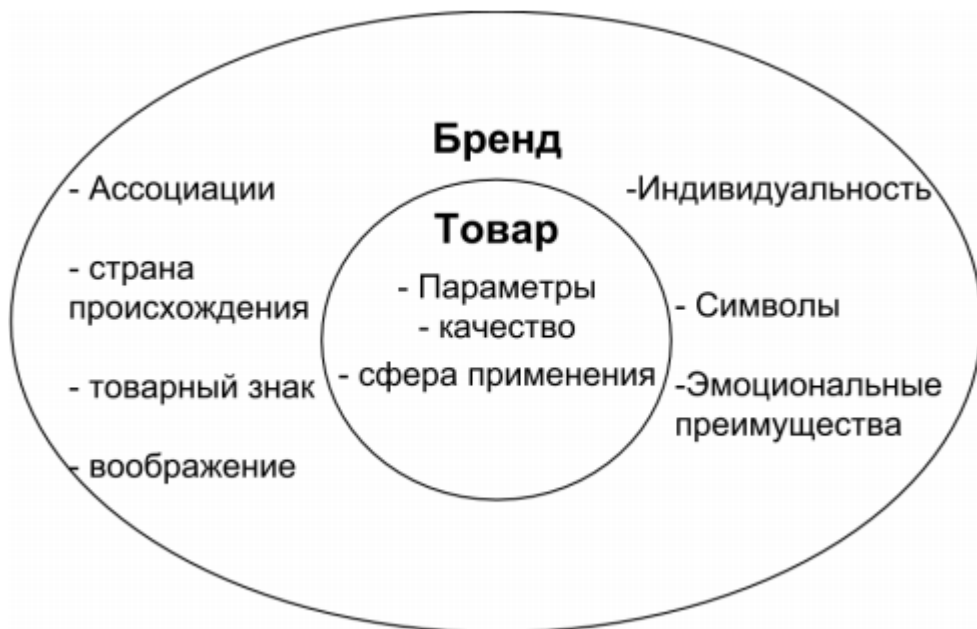 Бренд
- Ассоциации
- страна
происхождения
- товарный знак
- воображение
Товар
- Параметры
- качество
- сфера применения
-Индивидуальность
- Символы
-Эмоциональные
преимущества